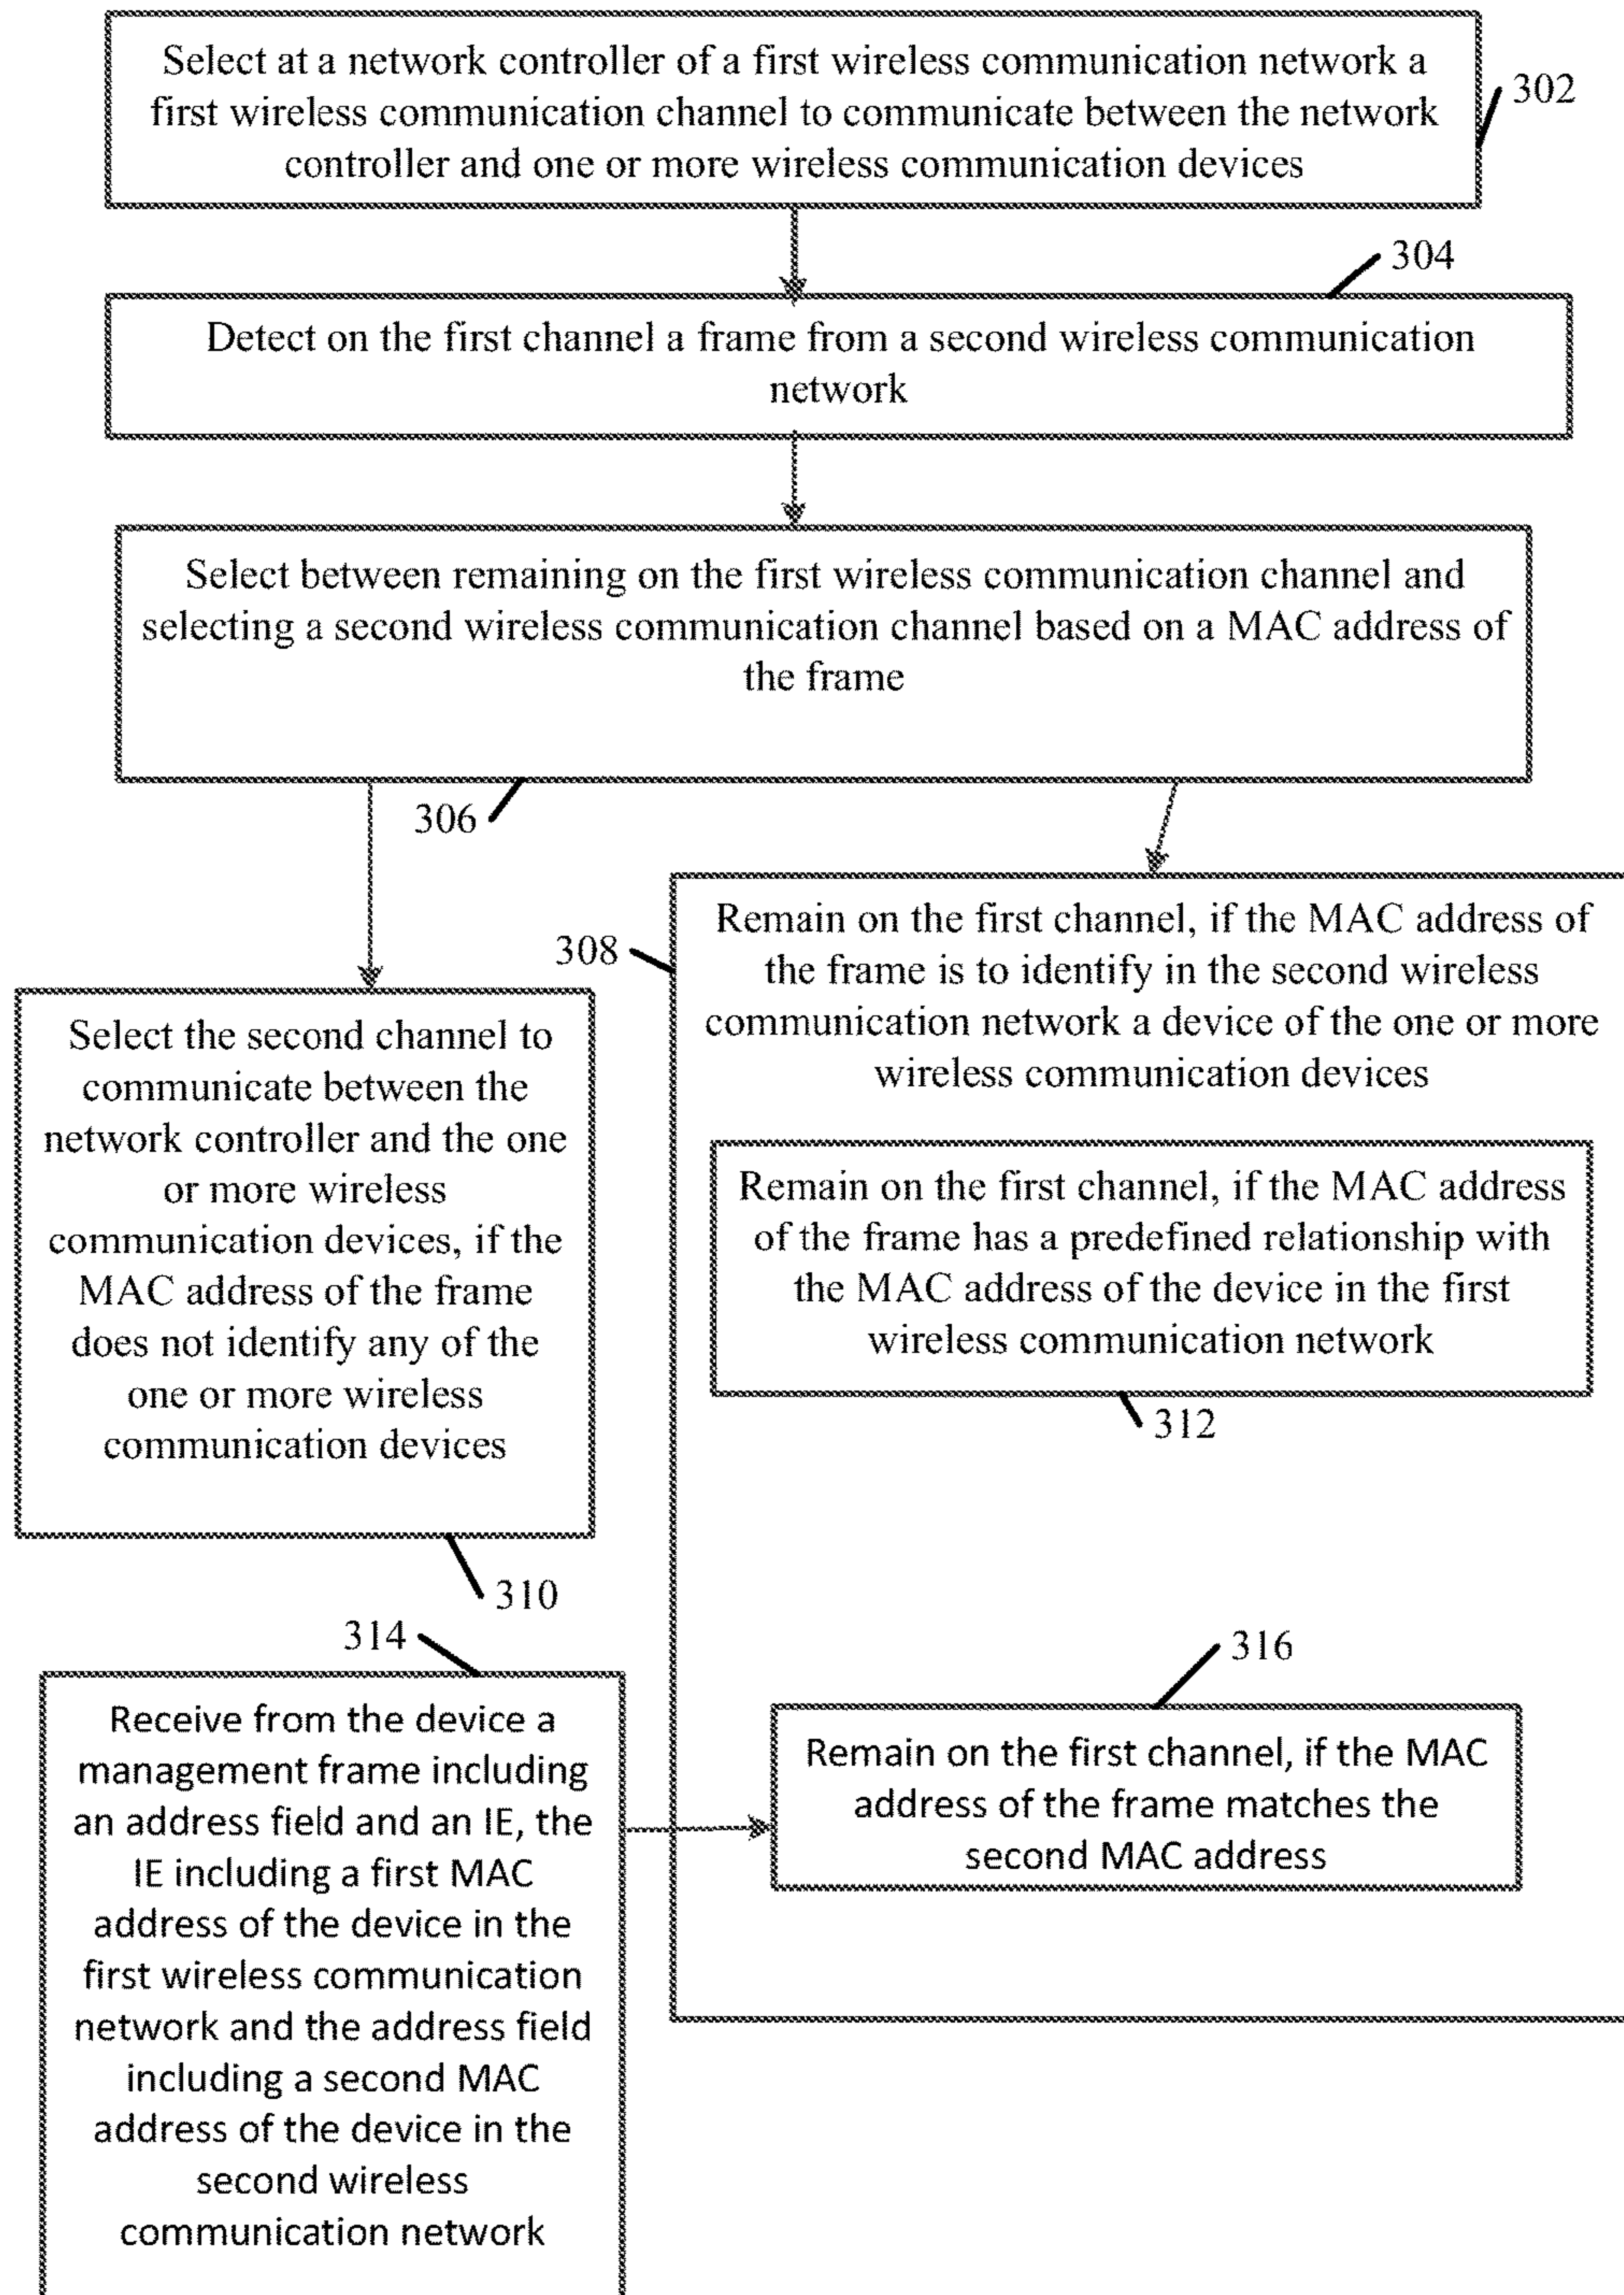 Select at a network controller of a first wireless communication network a
first wireless communication channel to communicate between the network
controller and one or more wireless communication devices
302
304
Detect on the first channel a frame from a second wireless communication
network
Select between remaining on the first wireless communication channel and
selecting a second wireless communication channel based on a MAC address of
the frame
306
308
Remain on the first channel, if the MAC address of
the frame is to identify in the second wireless
communication network a device of the one or more
wireless communication devices
Select the second channel to
communicate between the
network controller and the one
or more wireless
communication devices, if the
MAC address of the frame
does not identify any of the
one or more wireless
communication devices
310
Remain on the first channel, if the MAC address
of the frame has a predefined relationship with
the MAC address of the device in the first
wireless communication network
312
314
Receive from the device a
management frame including
an address field and an IE, the
IE including a first MAC
address of the device in the
first wireless communication
network and the address field
including a second MAC
address of the device in the
second wireless
communication network
316
Remain on the first channel, if the MAC
address of the frame matches the
second MAC address